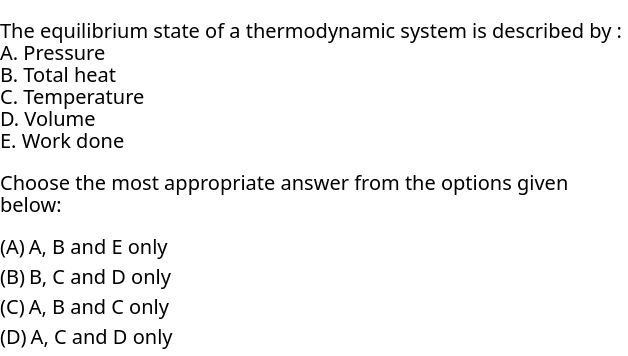 The equilibrium state of a thermodynamic system is described by :
A. Pressure
B. Total heat
C. Temperature
D. Volume
E. Work done
Choose the most appropriate answer from the options given
below:
(A) A, B and E only
(B) B, C and D only
(C) A, B and C only
(D) A, C and D only